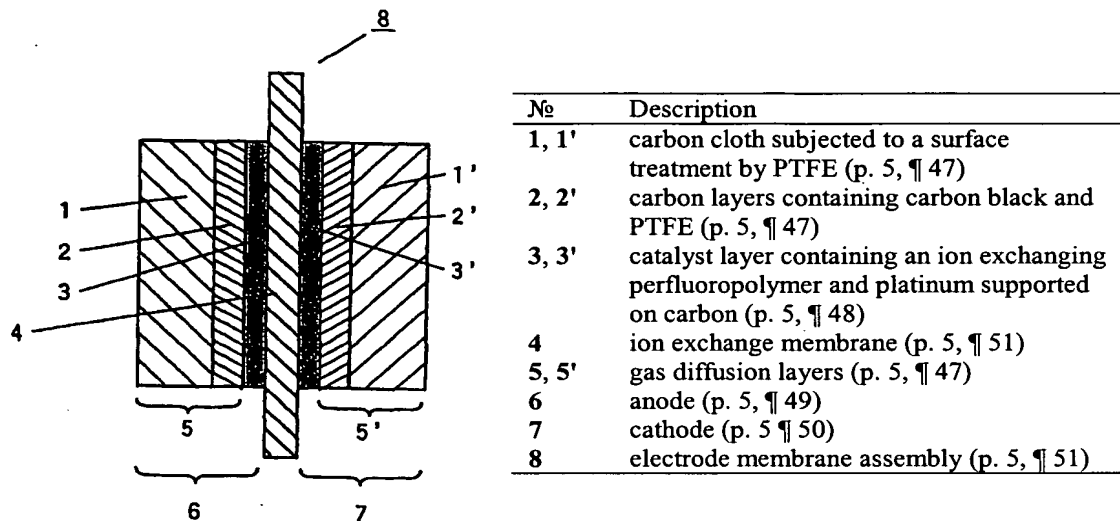 8
1
2
3
4
1'
2'
3'
5
5'
6
7
№ Description
1, 1' carbon cloth subjected to a surface
treatment by PTFE (p. 5, ¶ 47)
2, 2' carbon layers containing carbon black and
PTFE (p. 5, ¶ 47)
3, 3' catalyst layer containing an ion exchanging
perfluoropolymer and platinum supported
on carbon (p. 5, ¶ 48)
4 ion exchange membrane (p. 5, ¶ 51)
5, 5' gas diffusion layers (p. 5, ¶ 47)
6 anode (p. 5, ¶ 49)
7 cathode (p. 5 ¶ 50)
8 electrode membrane assembly (p. 5, ¶ 51)